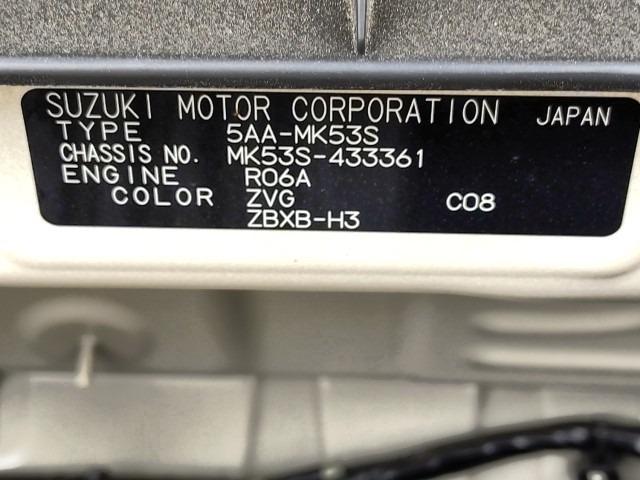 SUZUKI MOTOR CORPORATION JAPAN
TYPE 5AA-MK53S
CHASSIS NO. MK53S-433361
ENGINE R06A
COLOR ZVG C08
ZBXB-H3